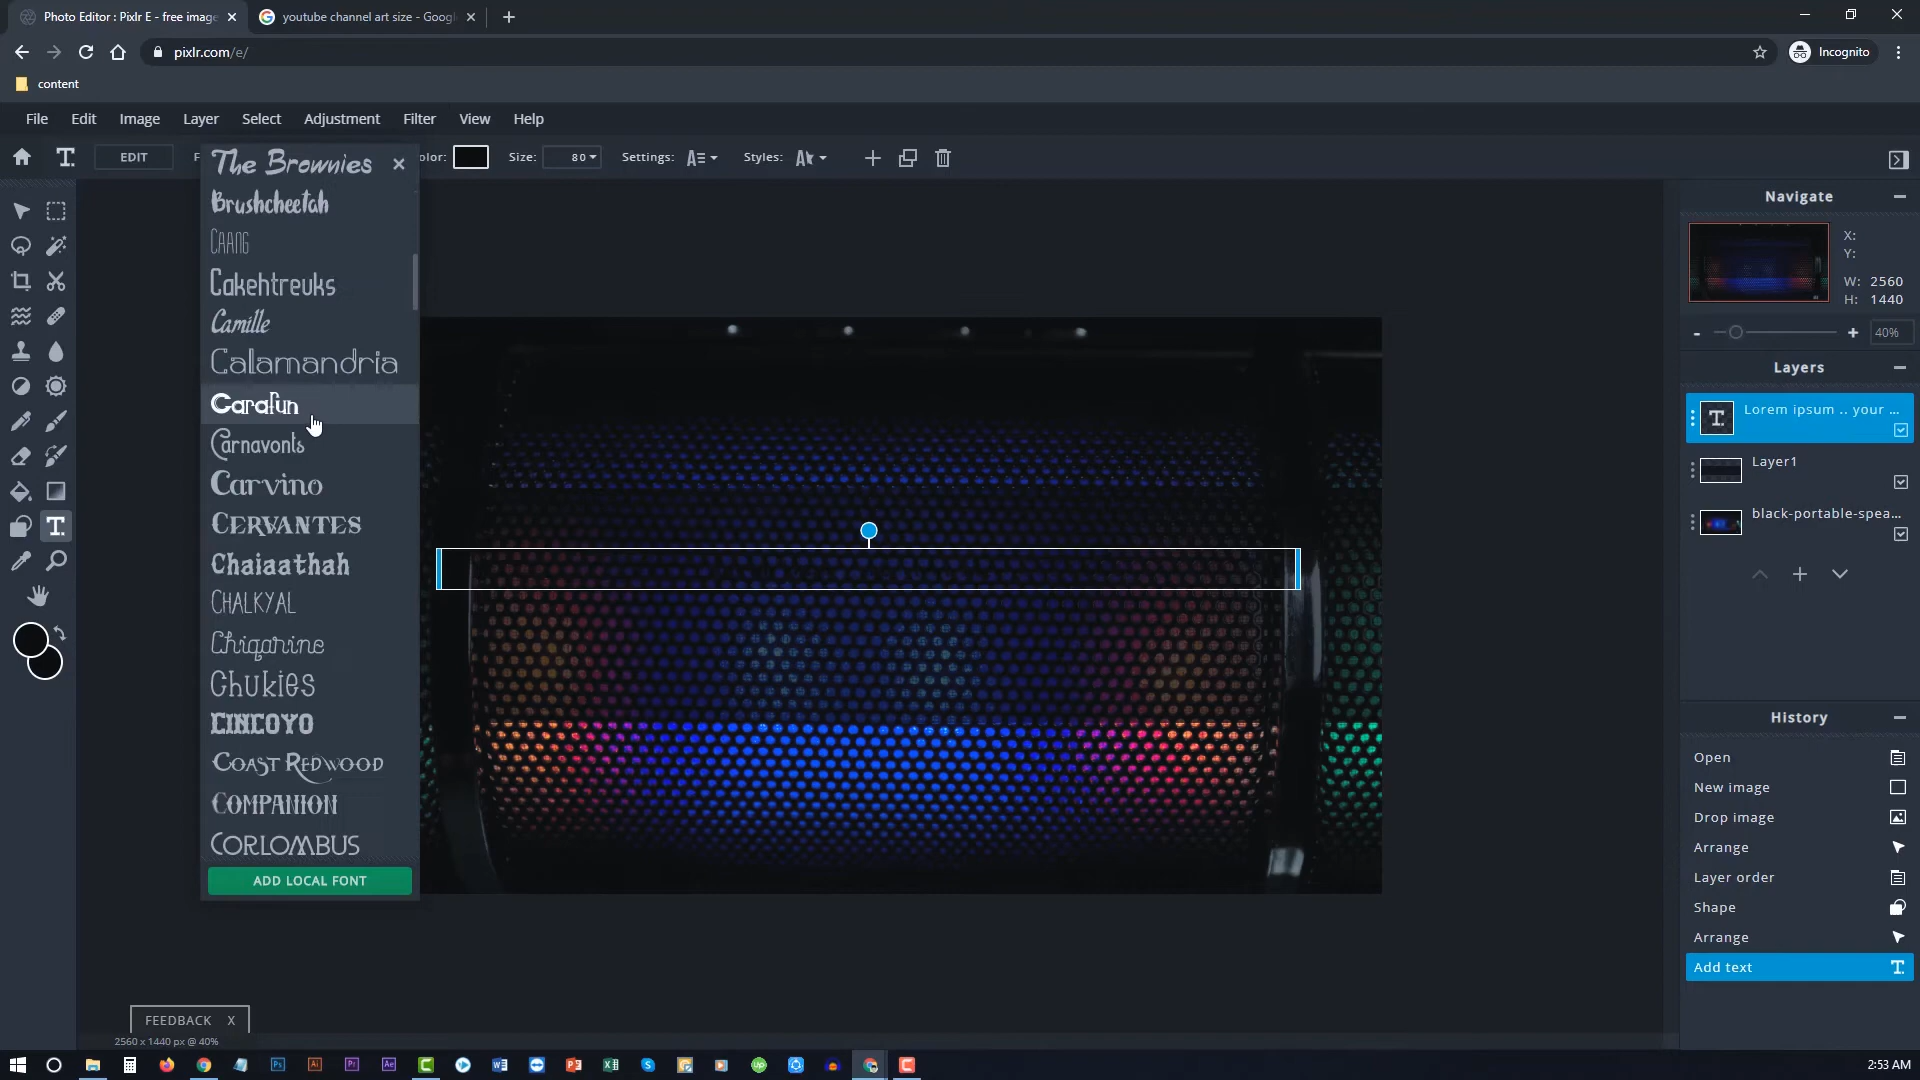 Photo Editor : Pixlr E - free image
youtube channel art size - Googl
pixlr.com/e/
Incognito
content
File Edit Image Layer Select Adjustment Filter View Help
EDIT F olor: Size: 80 Settings: Styles:
The Brownies
Brushcheetah
Caang
Cakehtreuks
Camille
Calamandria
Carafun
Carnavonts
Carvino
CERVANTES
Chaiaathah
CHALKYAL
Chiqarine
Chukies
CINCOYO
COAST REDWOOD
COMPANION
CORLOMBUS
ADD LOCAL FONT
Navigate
X:
Y:
W: 2560
H: 1440
- + 40%
Layers
Lorem ipsum .. your ...
Layer1
black-portable-spea...
History
Open
New image
Drop image
Arrange
Layer order
Shape
Arrange
Add text
FEEDBACK X
2560 x 1440 px @ 40%
2:53 AM